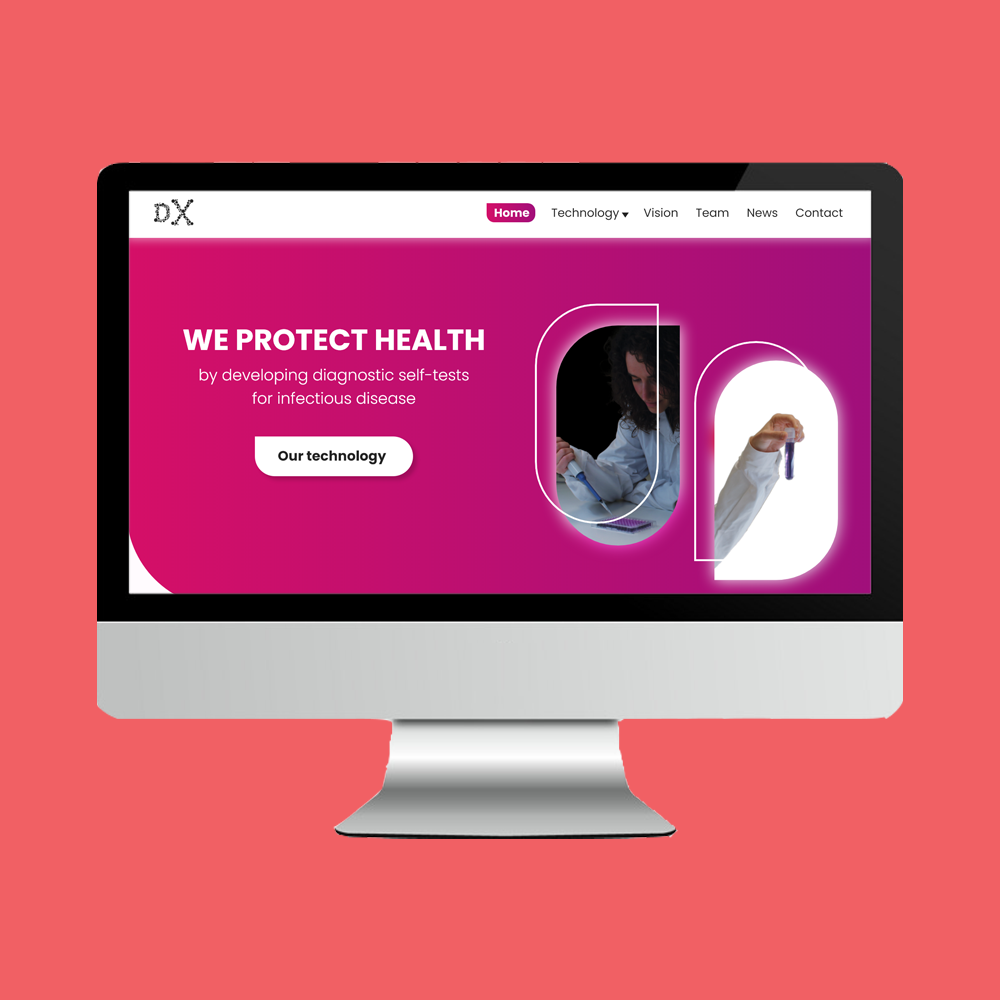 DX
Home Technology Vision Team News Contact
WE PROTECT HEALTH
by developing diagnostic self-tests
for infectious disease
Our technology